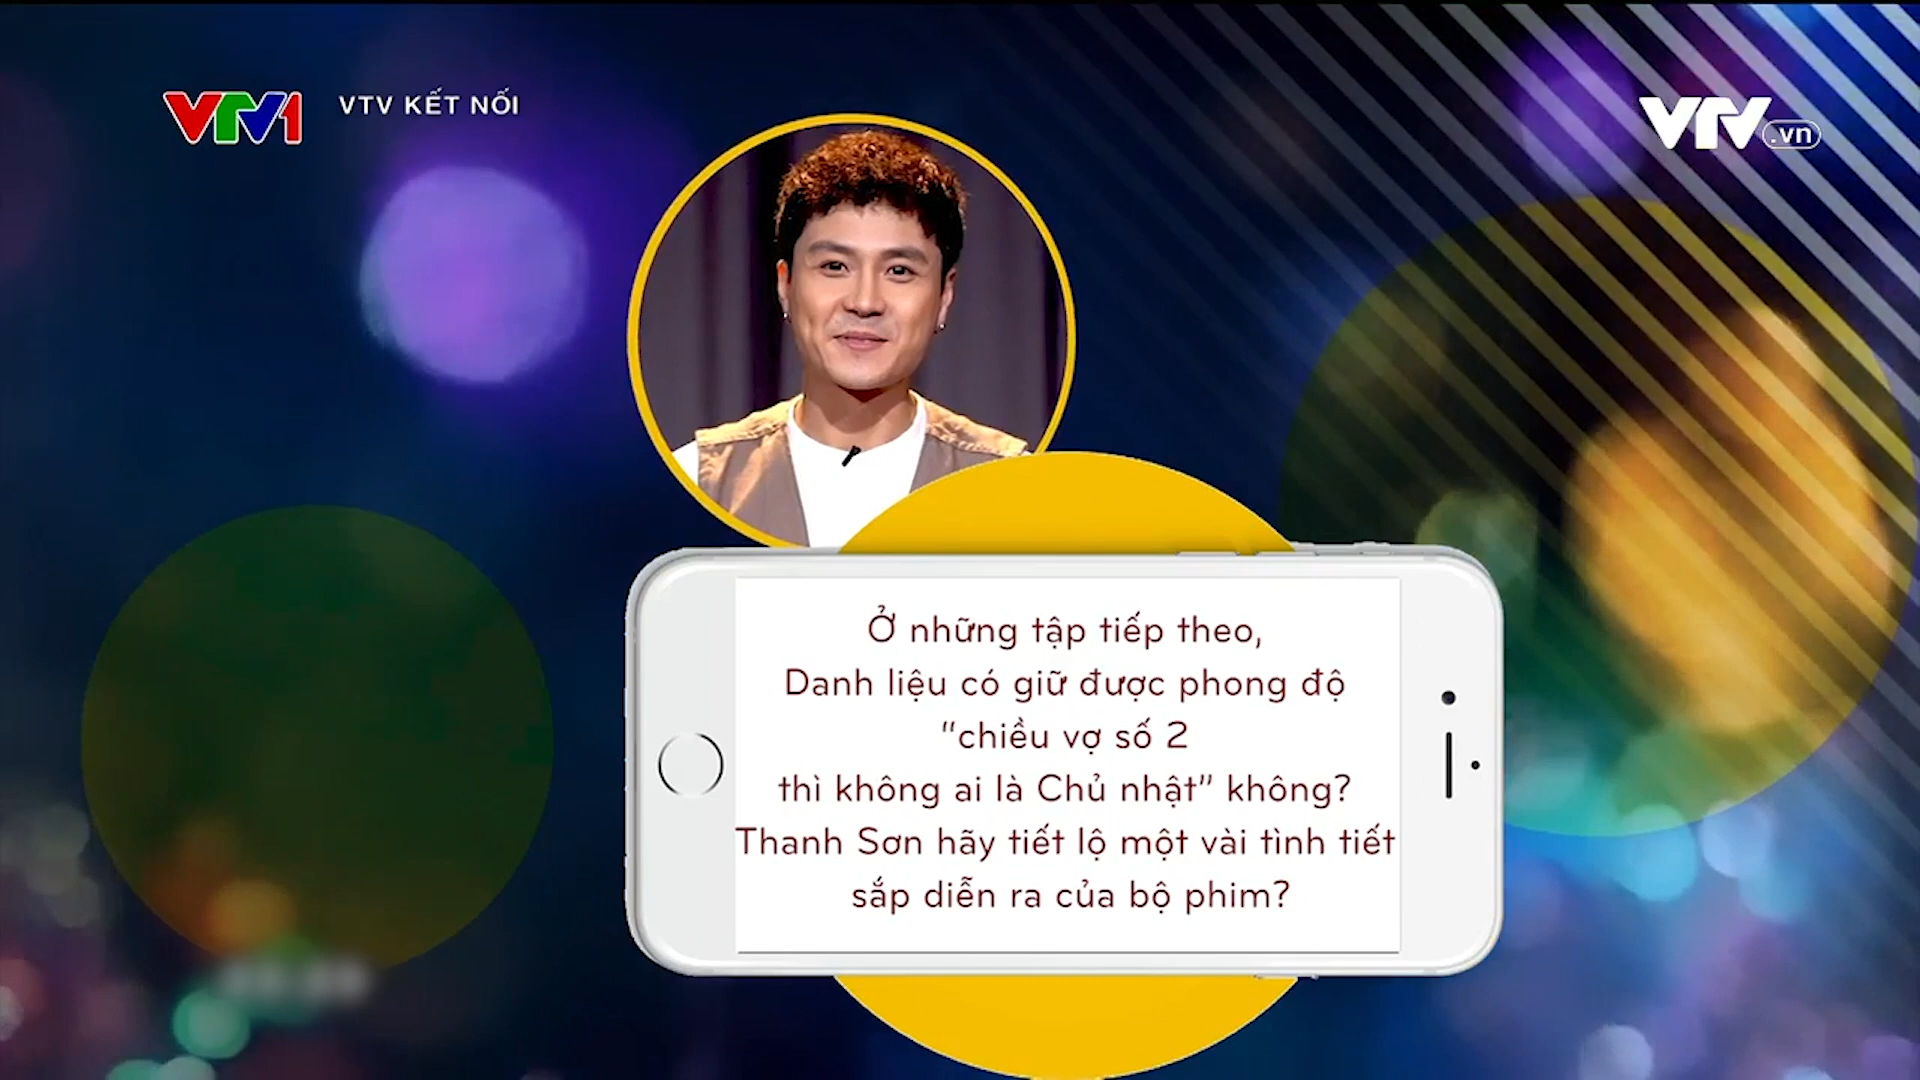 VTV1
VTV KẾT NỐI
VTV.vn
Ở những tập tiếp theo,
Danh liệu có giữ được phong độ
“chiều vợ số 2
thì không ai là Chủ nhật” không?
Thanh Sơn hãy tiết lộ một vài tình tiết
sắp diễn ra của bộ phim?